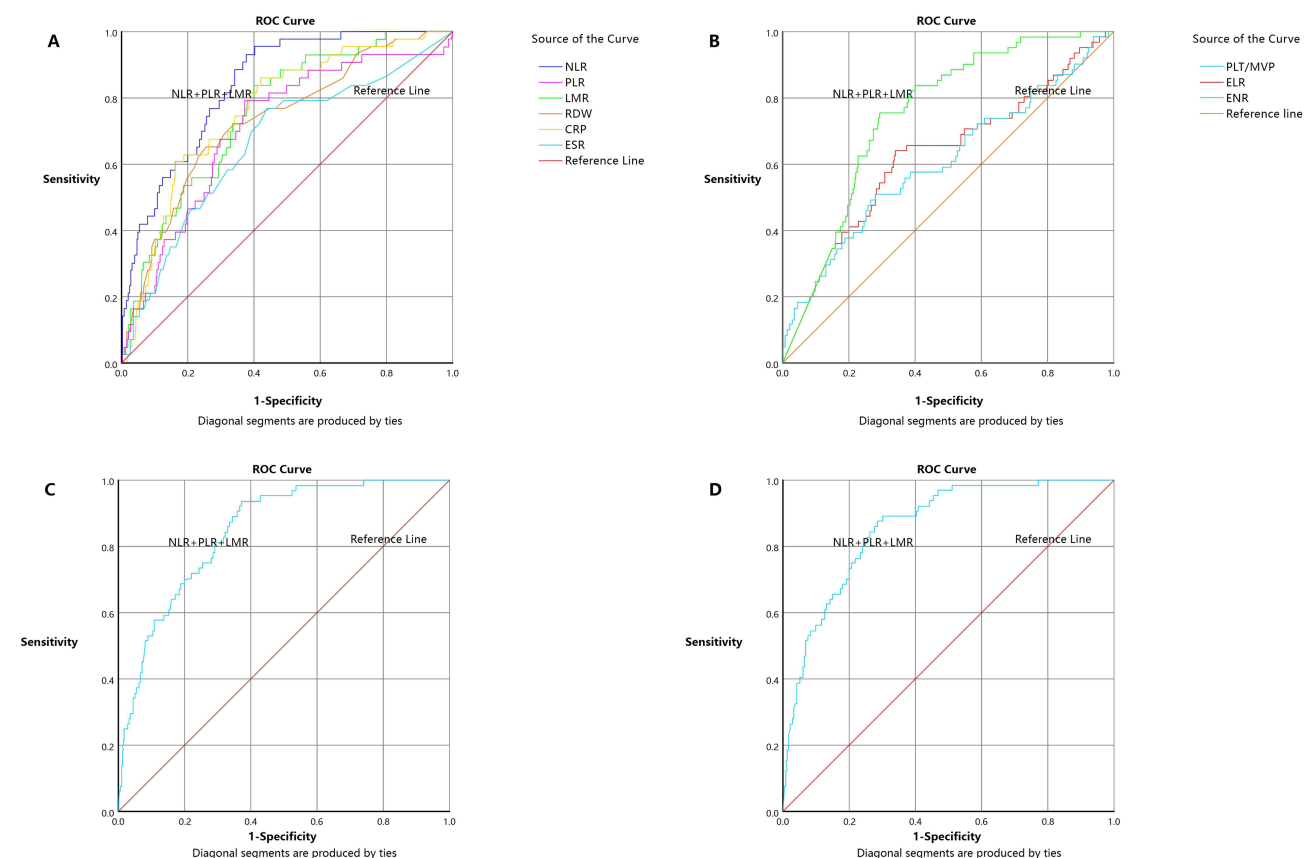 A
ROC Curve
Source of the Curve
NLR
PLR
LMR
RDW
CRP
ESR
Reference Line
NLR+PLR+LMR
Reference Line
Sensitivity
1.0
0.8
0.6
0.4
0.2
0.0
0.0 0.2 0.4 0.6 0.8 1.0
1-Specificity
Diagonal segments are produced by ties
B
ROC Curve
Source of the Curve
PLT/MVP
ELR
ENR
Reference line
NLR+PLR+LMR
Reference Line
Sensitivity
1.0
0.8
0.6
0.4
0.2
0.0
0.0 0.2 0.4 0.6 0.8 1.0
1-Specificity
Diagonal segments are produced by ties
C
ROC Curve
NLR+PLR+LMR
Reference Line
Sensitivity
1.0
0.8
0.6
0.4
0.2
0.0
0.0 0.2 0.4 0.6 0.8 1.0
1-Specificity
Diagonal segments are produced by ties
D
ROC Curve
NLR+PLR+LMR
Reference Line
Sensitivity
1.0
0.8
0.6
0.4
0.2
0.0
0.0 0.2 0.4 0.6 0.8 1.0
1-Specificity
Diagonal segments are produced by ties